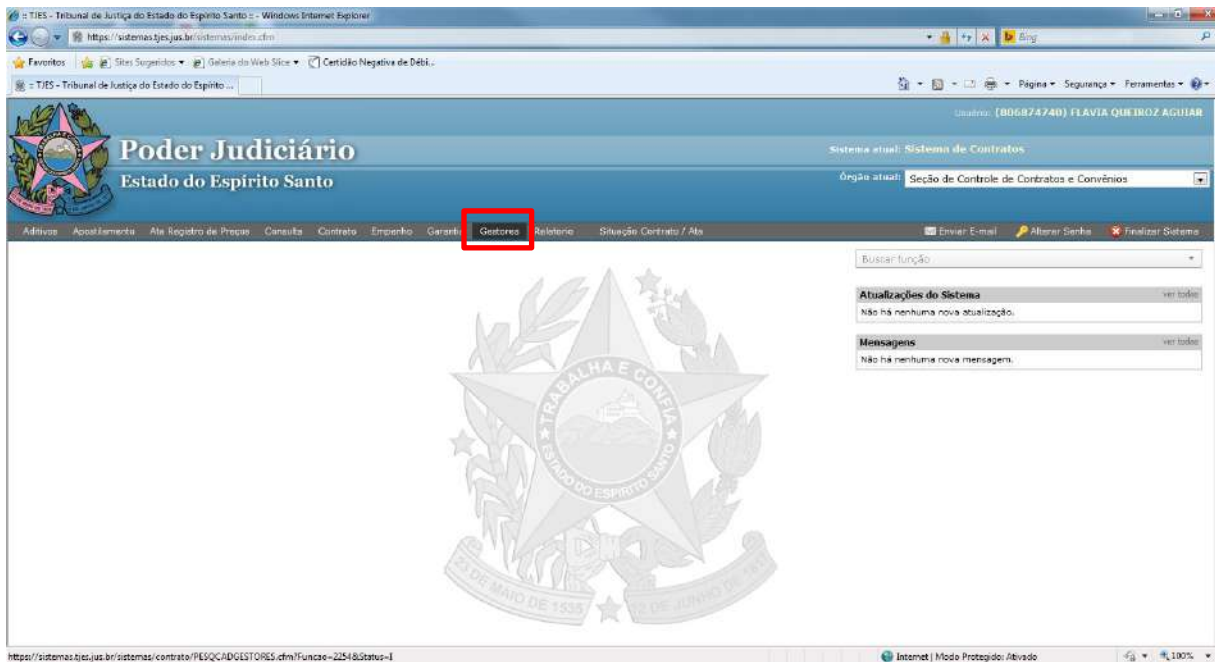 :: TJES - Tribunal de Justiça do Estado do Espírito Santo :: - Windows Internet Explorer
https://sistemas.tjes.jus.br/sistemas/index.cfm
Bing
Favoritos Sites Sugeridos Galeria do Web Slice Certidão Negativa de Débi...
:: TJES - Tribunal de Justiça do Estado do Espírito ... Página Segurança Ferramentas
Usuário: (806874740) FLAVIA QUEIROZ AGUIAR
Poder Judiciário
Sistema atual: Sistema de Contratos
Estado do Espírito Santo
Órgão atual: Seção de Controle de Contratos e Convênios
Aditivos Apostilamento Ata Registro de Preços Consulta Contrato Empenho Garantia Gestores Relatorio Situação Contrato / Ata Enviar E-mail Alterar Senha Finalizar Sistema
Buscar função
Atualizações do Sistema ver todas
Não há nenhuma nova atualização.
Mensagens ver todas
Não há nenhuma nova mensagem.
TRABALHA E CONFIA
ESTADO DO ESPIRITO SANTO
23 DE MAIO DE 1535 12 DE JUNHO DE
https://sistemas.tjes.jus.br/sistemas/contrato/PESQCADGESTORES.cfm?Funcao=2254&Status=I Internet | Modo Protegido: Ativado 100%